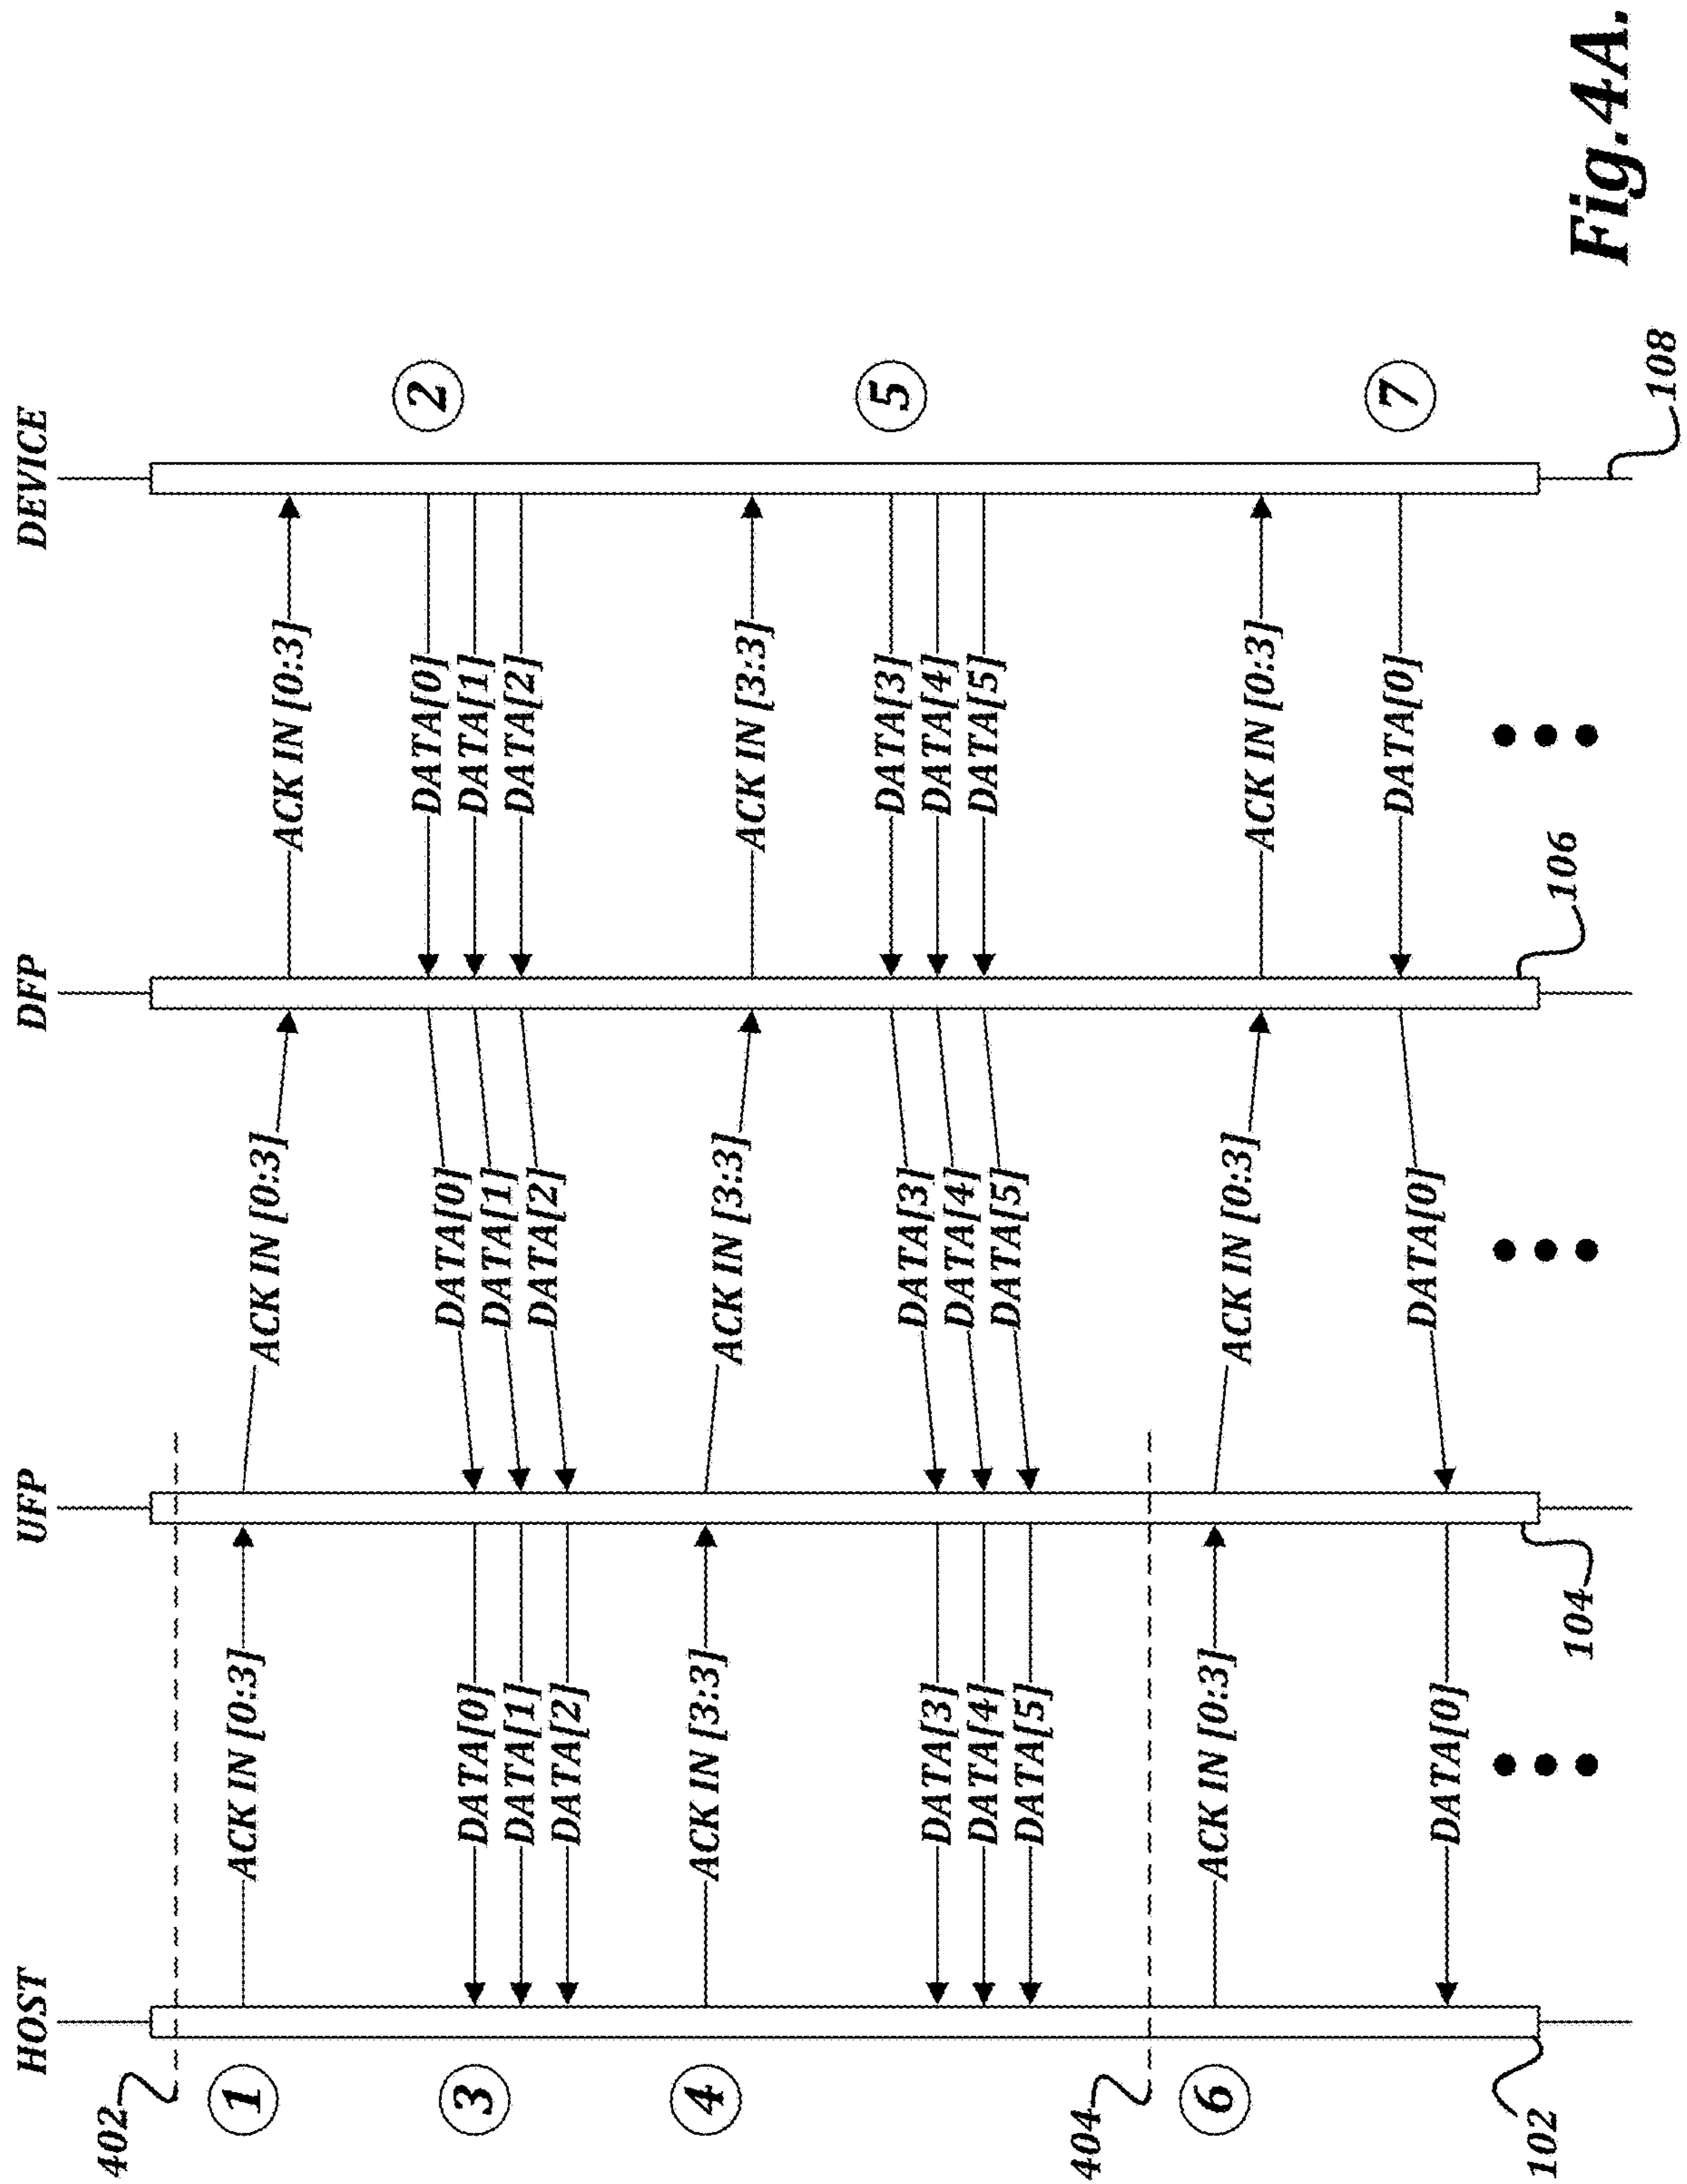 HOST
UFP
DFP
DEVICE
402
1
ACK IN [0:3]
ACK IN [0:3]
ACK IN [0:3]
2
DATA[0]
DATA[1]
DATA[2]
DATA[0]
DATA[1]
DATA[2]
3
DATA[0]
DATA[1]
DATA[2]
4
ACK IN [3:3]
ACK IN [3:3]
ACK IN [3:3]
5
DATA[3]
DATA[4]
DATA[5]
DATA[3]
DATA[4]
DATA[5]
DATA[3]
DATA[4]
DATA[5]
404
6
ACK IN [0:3]
ACK IN [0:3]
ACK IN [0:3]
7
DATA[0]
DATA[0]
DATA[0]
102
104
106
108
Fig.4A.